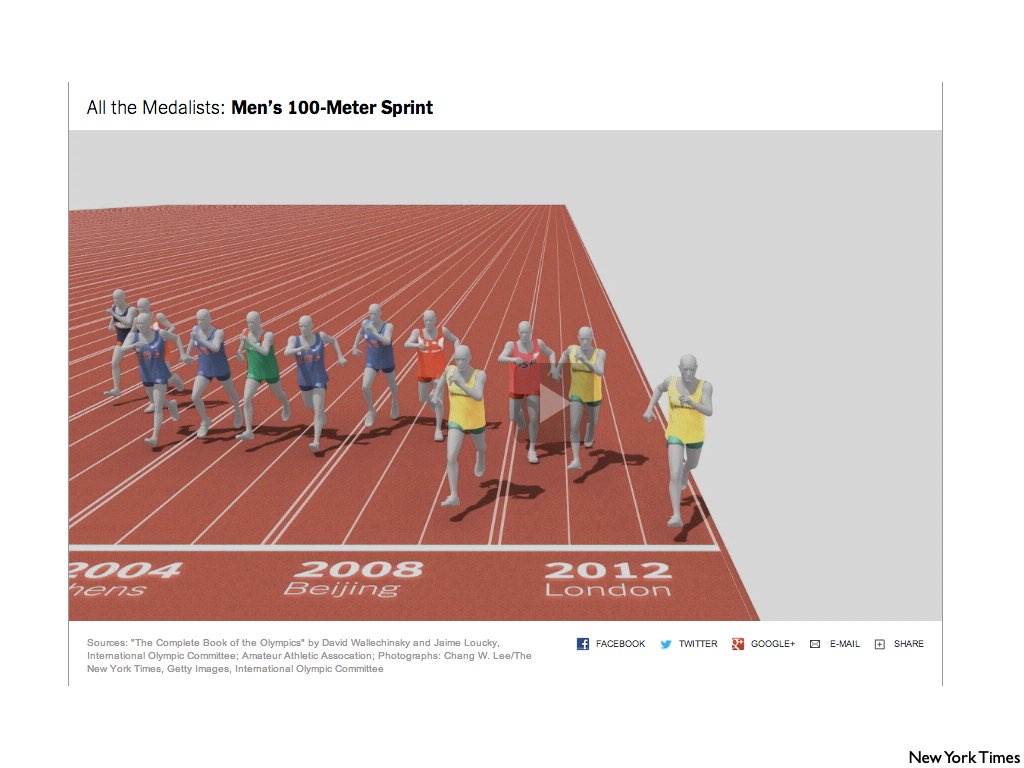 All the Medalists: Men's 100-Meter Sprint
2004 2008 2012
hens Beijing London
Sources: "The Complete Book of the Olympics" by David Wallechinsky and Jaime Loucky,
International Olympic Committee; Amateur Athletic Assocation; Photographs: Chang W. Lee/The
New York Times, Getty Images, International Olympic Committee
FACEBOOK TWITTER GOOGLE+ E-MAIL SHARE
New York Times